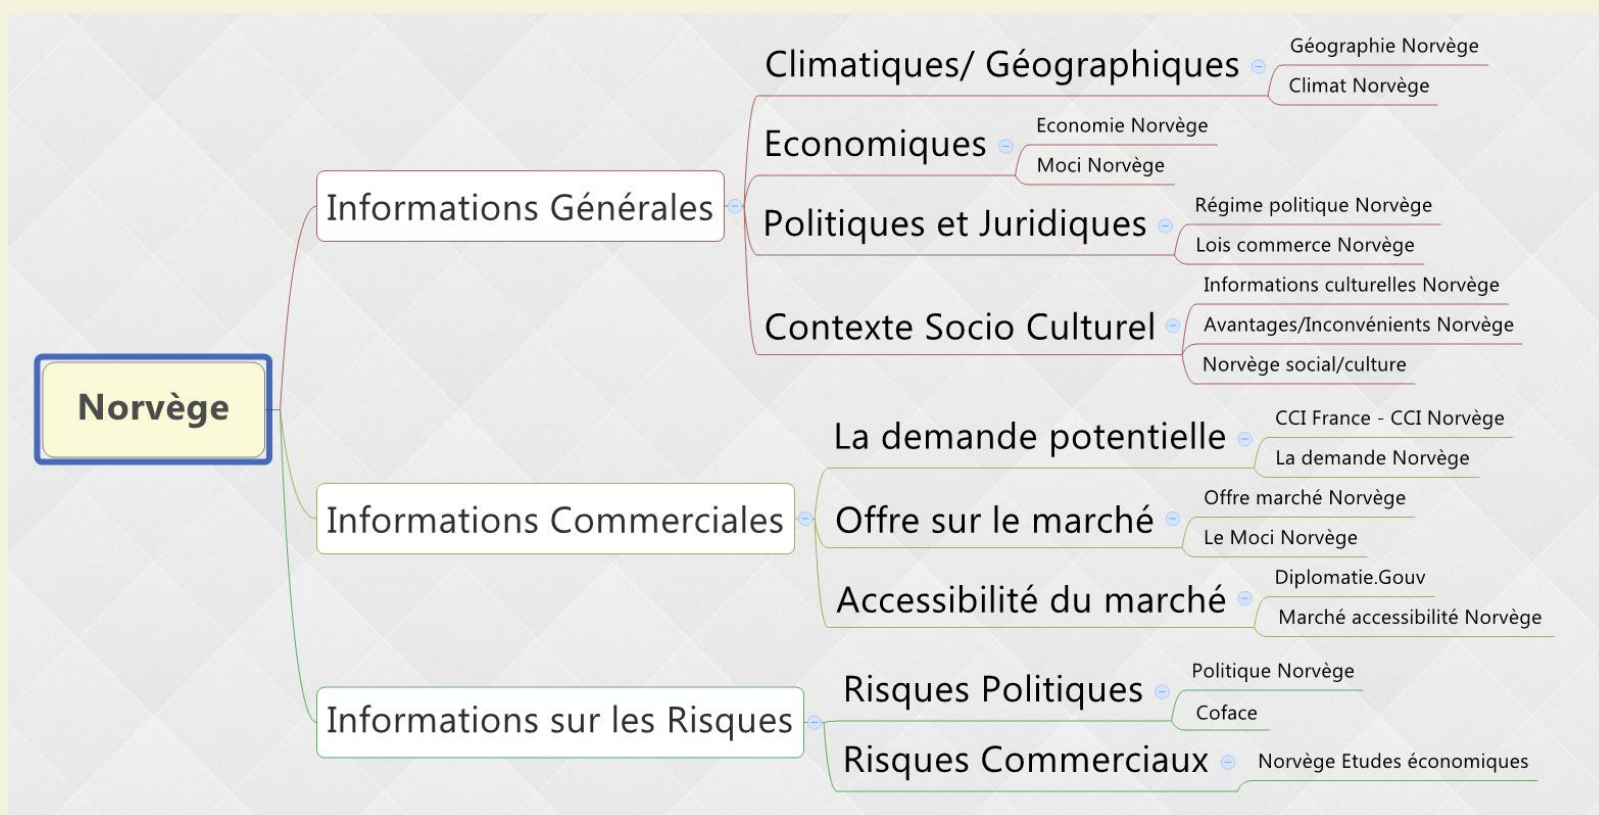 Norvège
Informations Générales
Climatiques/ Géographiques
Géographie Norvège
Climat Norvège
Economiques
Economie Norvège
Moci Norvège
Politiques et Juridiques
Régime politique Norvège
Lois commerce Norvège
Contexte Socio Culturel
Informations culturelles Norvège
Avantages/Inconvénients Norvège
Norvège social/culture
Informations Commerciales
La demande potentielle
CCI France - CCI Norvège
La demande Norvège
Offre sur le marché
Offre marché Norvège
Le Moci Norvège
Accessibilité du marché
Diplomatie.Gouv
Marché accessibilité Norvège
Informations sur les Risques
Risques Politiques
Politique Norvège
Coface
Risques Commerciaux
Norvège Etudes économiques